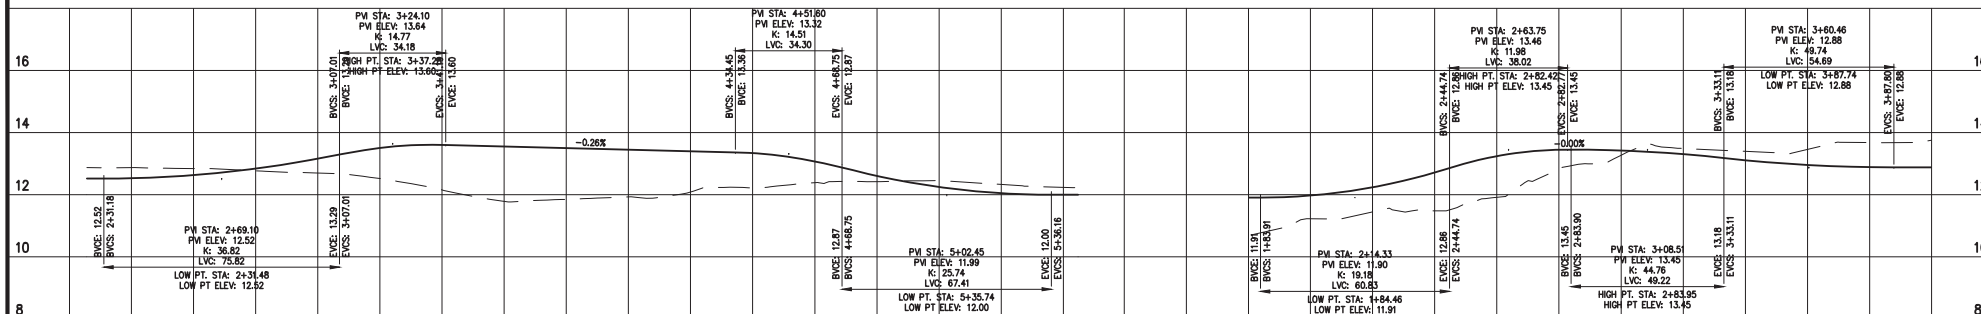 16
14
12
10
8
PVI STA: 3+24.10
PVI ELEV: 13.64
K: 14.77
LVC: 34.18
HIGH PT. STA: 3+37.28
HIGH PT ELEV: 13.60
BVCS: 3+07.01
BVCE: 13.29
EVCE: 13.60
PVI STA: 4+51.60
PVI ELEV: 13.32
K: 14.51
LVC: 34.30
BVCS: 4+34.45
BVCE: 13.36
EVCS: 4+68.75
EVCE: 12.87
-0.26%
BVCE: 12.52
BVCS: 2+31.18
PVI STA: 2+69.10
PVI ELEV: 12.52
K: 36.82
LVC: 75.82
LOW PT. STA: 2+31.48
LOW PT ELEV: 12.52
EVCE: 13.29
EVCS: 3+07.01
BVCE: 12.87
BVCS: 4+68.75
PVI STA: 5+02.45
PVI ELEV: 11.99
K: 25.74
LVC: 67.41
LOW PT. STA: 5+35.74
LOW PT ELEV: 12.00
EVCE: 12.00
EVCS: 5+36.16
PVI STA: 2+63.75
PVI ELEV: 13.46
K: 11.98
LVC: 38.02
HIGH PT. STA: 2+82.42
HIGH PT ELEV: 13.45
BVCS: 2+44.74
BVCE: 12.86
EVCS: 2+82.77
EVCE: 13.45
-0.00%
PVI STA: 3+60.46
PVI ELEV: 12.88
K: 49.74
LVC: 54.69
LOW PT. STA: 3+87.74
LOW PT ELEV: 12.88
BVCS: 3+33.11
BVCE: 13.18
EVCS: 3+87.80
EVCE: 12.88
BVCE: 11.91
BVCS: 1+83.91
PVI STA: 2+14.33
PVI ELEV: 11.90
K: 19.18
LVC: 60.83
LOW PT. STA: 1+84.46
LOW PT ELEV: 11.91
EVCE: 12.86
EVCS: 2+44.74
BVCE: 13.45
BVCS: 2+83.90
PVI STA: 3+08.51
PVI ELEV: 13.45
K: 44.76
LVC: 49.22
HIGH PT. STA: 2+83.95
HIGH PT ELEV: 13.45
EVCE: 13.18
EVCS: 3+33.11
8